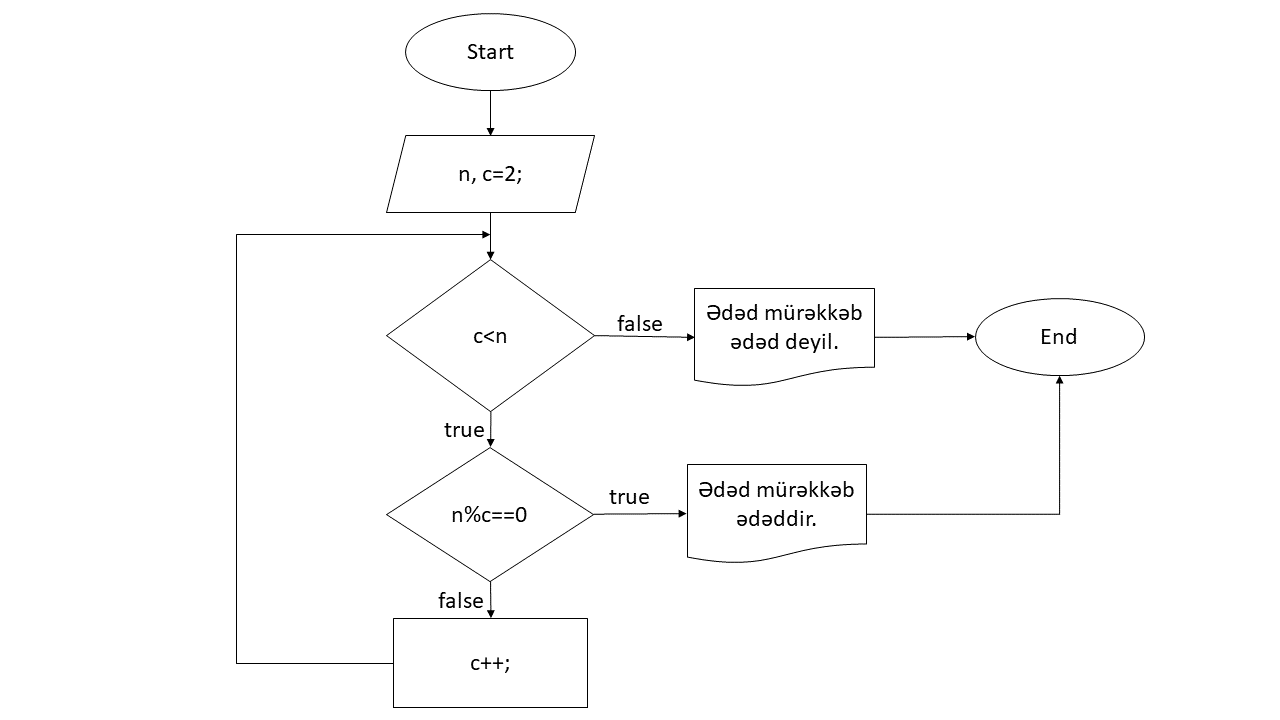 Start
n, c=2;
c<n
false
Ədəd mürəkkəb
ədəd deyil.
End
true
n%c==0
true
Ədəd mürəkkəb
ədəddir.
false
c++;